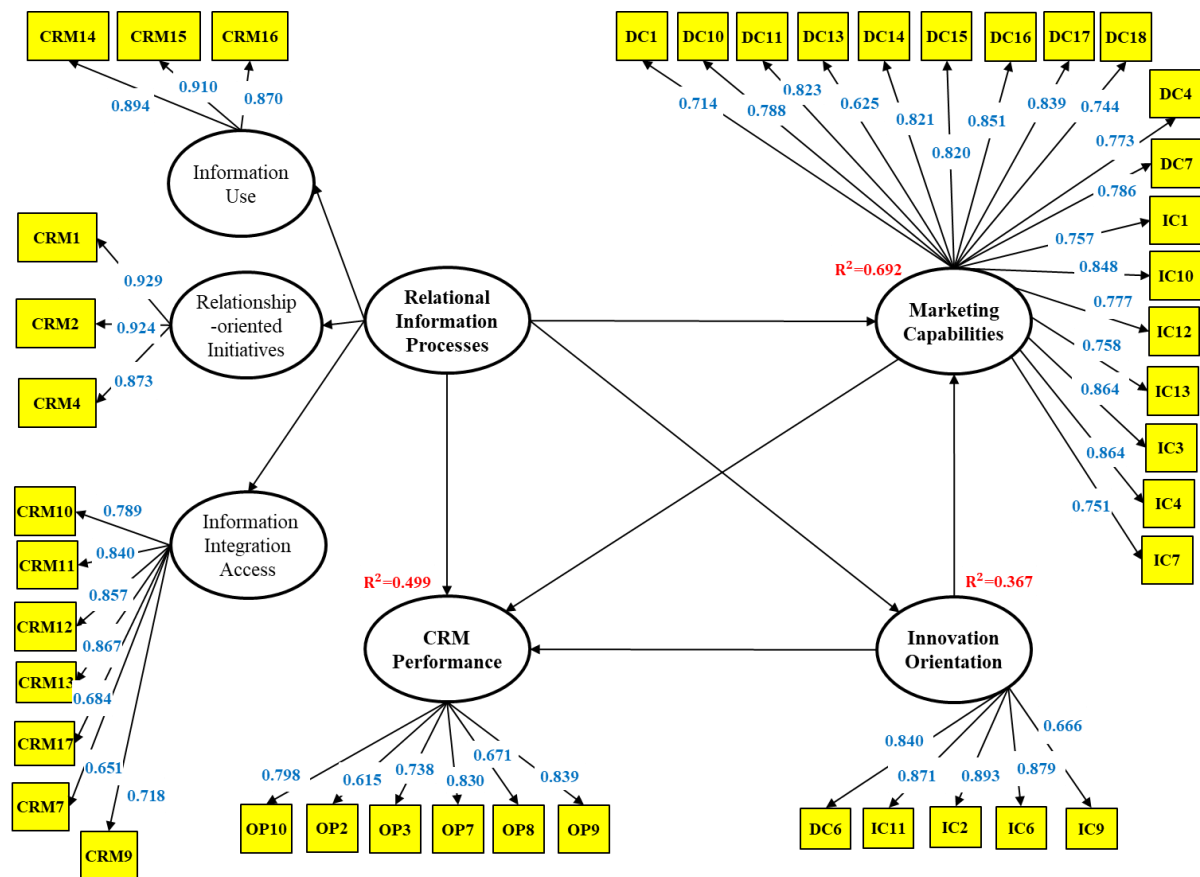 CRM14
CRM15
CRM16
0.894
0.910
0.870
Information
Use
CRM1
CRM2
CRM4
0.929
0.924
0.873
Relationship
-oriented
Initiatives
Relational
Information
Processes
CRM10
CRM11
CRM12
CRM13
CRM17
CRM7
CRM9
0.789
0.840
0.857
0.867
0.684
0.651
0.718
Information
Integration
Access
DC1
DC10
DC11
DC13
DC14
DC15
DC16
DC17
DC18
0.714
0.788
0.823
0.625
0.821
0.820
0.851
0.839
0.744
DC4
DC7
IC1
IC10
IC12
IC13
IC3
IC4
IC7
0.773
0.786
0.757
0.848
0.777
0.758
0.864
0.864
0.751
R²=0.692
Marketing
Capabilities
R²=0.499
CRM
Performance
0.798
0.615
0.738
0.830
0.671
0.839
OP10
OP2
OP3
OP7
OP8
OP9
R²=0.367
Innovation
Orientation
0.840
0.871
0.893
0.879
0.666
DC6
IC11
IC2
IC6
IC9